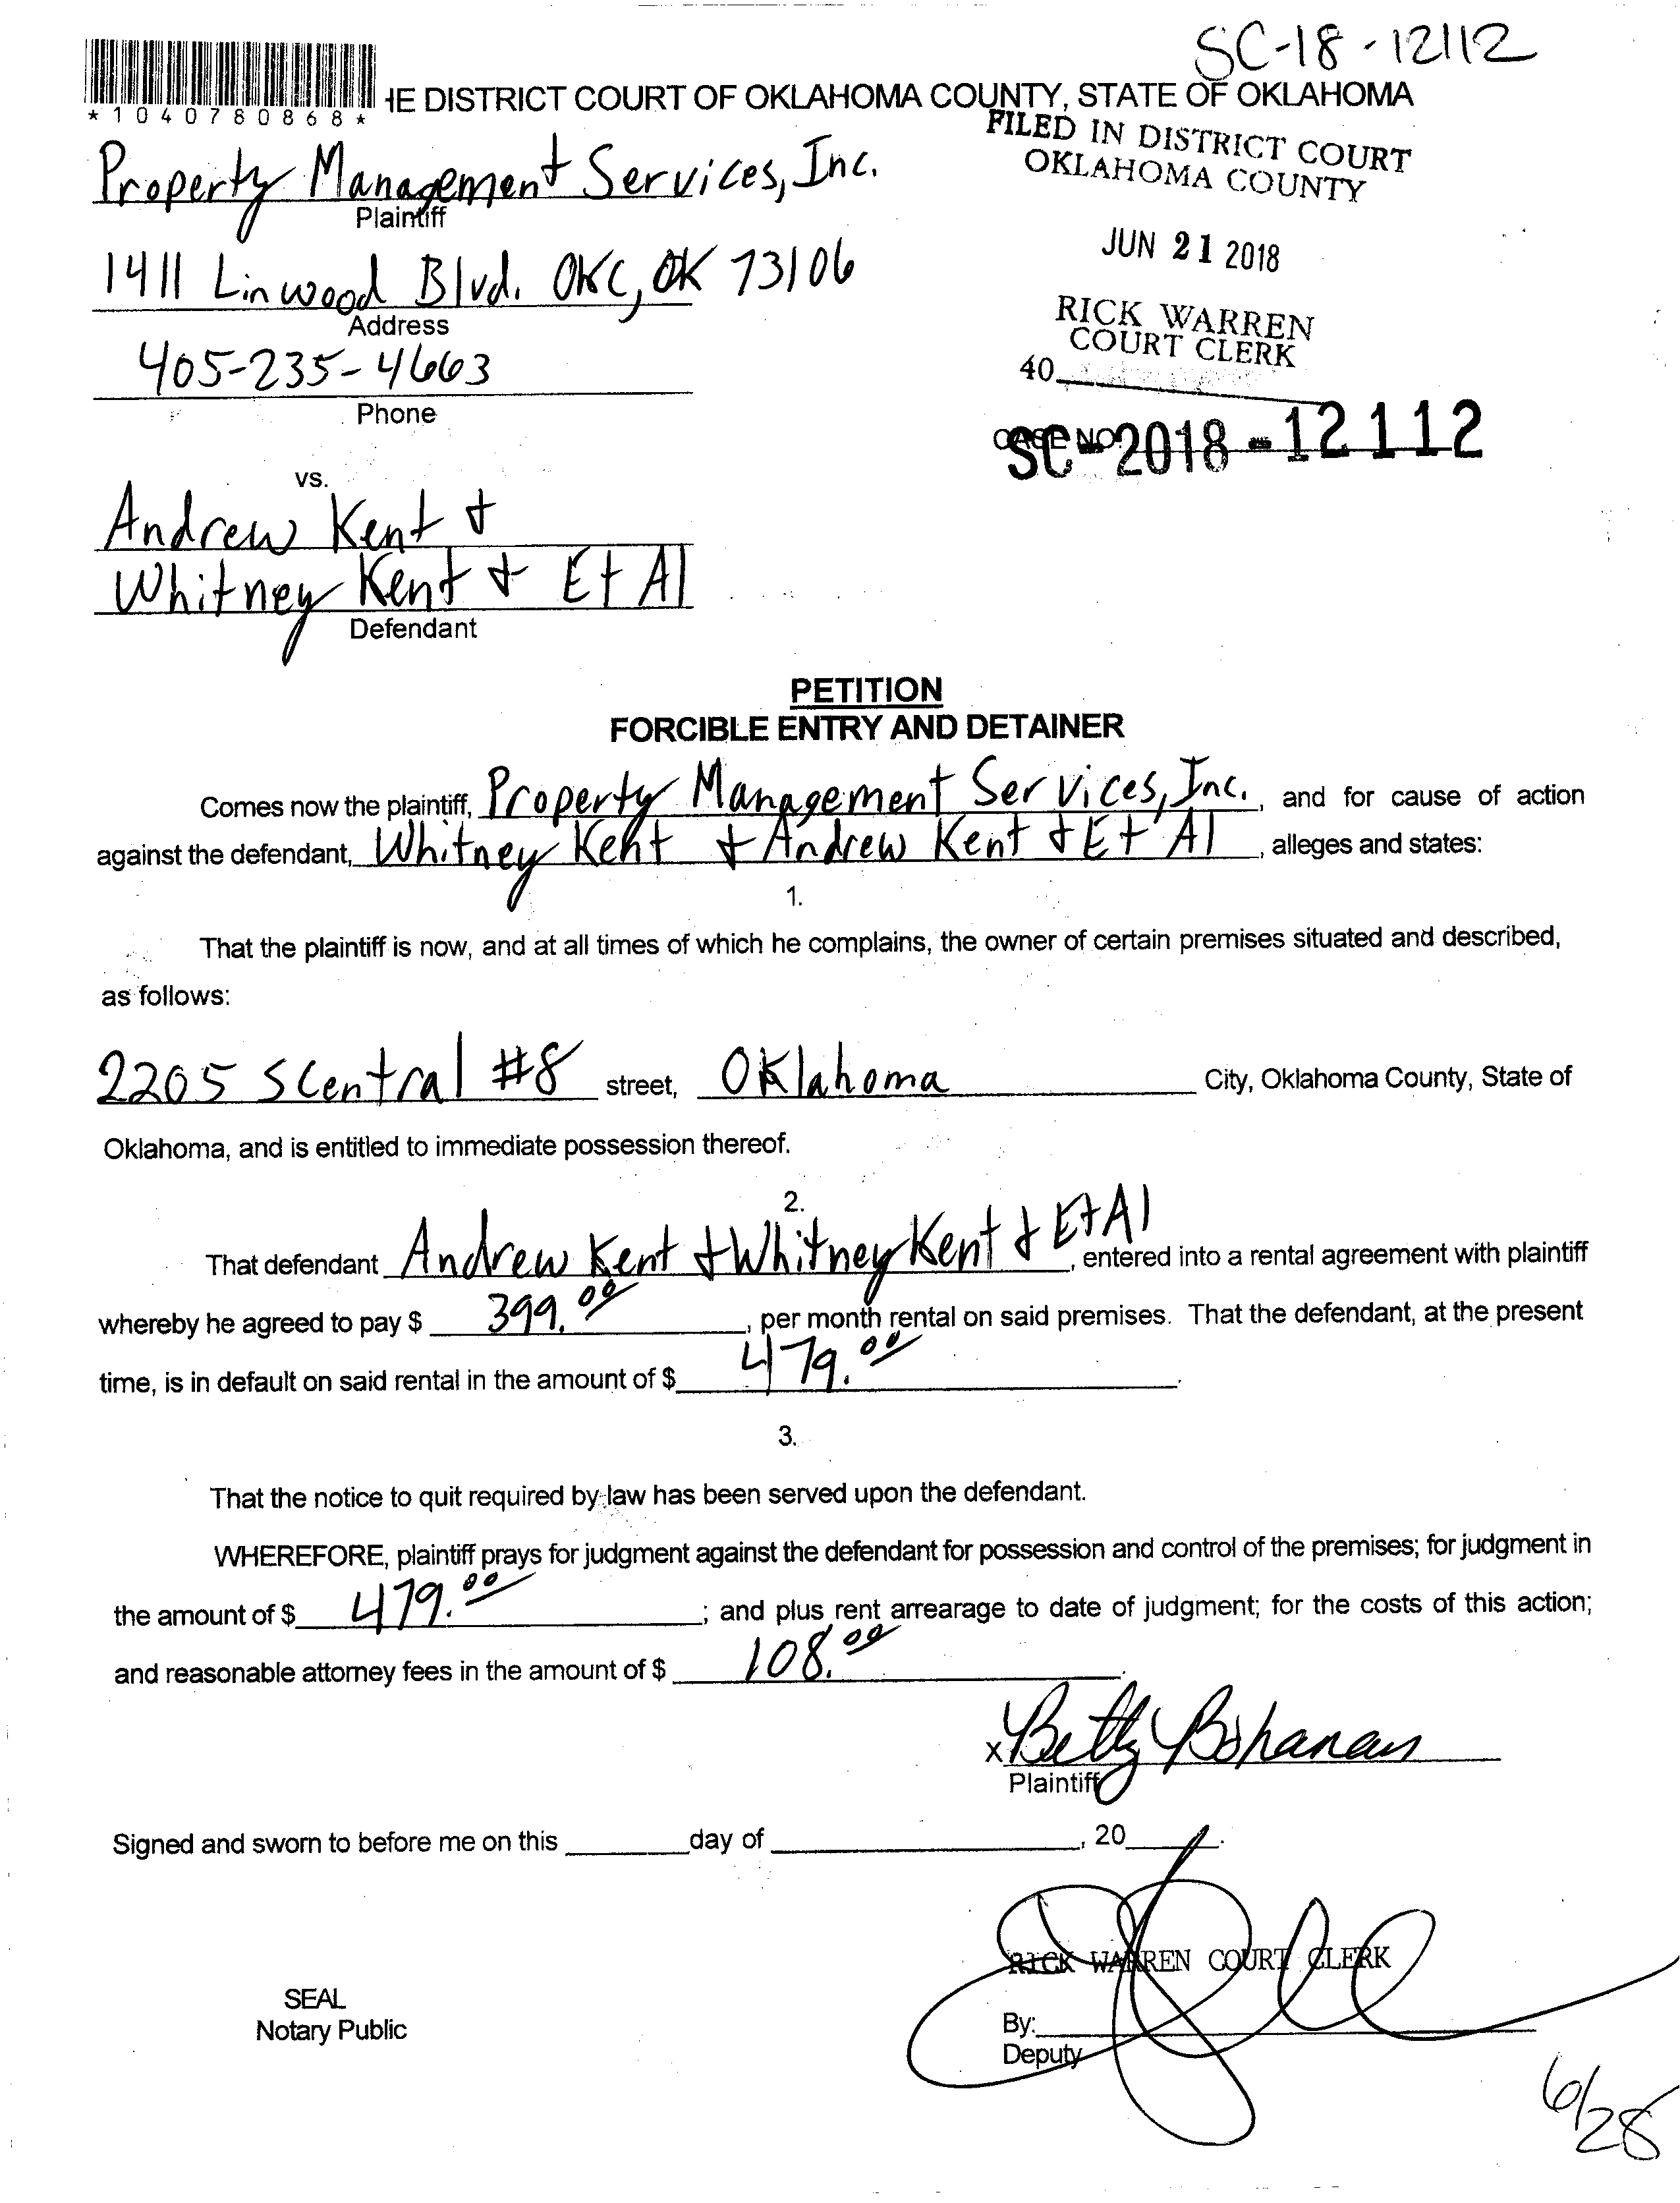 SC-18-12112
*1040780868*
HE DISTRICT COURT OF OKLAHOMA COUNTY, STATE OF OKLAHOMA
FILED IN DISTRICT COURT
OKLAHOMA COUNTY
Property Management Services, Inc.
Plaintiff
JUN 21 2018
1411 Linwood Blvd. OKC, OK 73106
Address
RICK WARREN
COURT CLERK
405-235-4663
40
Phone
CASE NO.
SC-2018-12112
vs.
Andrew Kent &
Whitney Kent & Et Al
Defendant
PETITION
FORCIBLE ENTRY AND DETAINER
Comes now the plaintiff, Property Management Services, Inc., and for cause of action
against the defendant, Whitney Kent & Andrew Kent & Et Al, alleges and states:
1.
That the plaintiff is now, and at all times of which he complains, the owner of certain premises situated and described,
as follows:
2205 S Central #8 street, Oklahoma City, Oklahoma County, State of
Oklahoma, and is entitled to immediate possession thereof.
2.
That defendant Andrew Kent & Whitney Kent & Et Al, entered into a rental agreement with plaintiff
whereby he agreed to pay $ 399.00, per month rental on said premises. That the defendant, at the present
time, is in default on said rental in the amount of $ 479.00.
3.
That the notice to quit required by law has been served upon the defendant.
WHEREFORE, plaintiff prays for judgment against the defendant for possession and control of the premises; for judgment in
the amount of $ 479.00; and plus rent arrearage to date of judgment; for the costs of this action;
and reasonable attorney fees in the amount of $ 108.00.
x Betty Bohanan
Plaintiff
Signed and sworn to before me on this ______ day of ______________, 20____.
RICK WARREN COURT CLERK
SEAL
Notary Public
By:
Deputy
6/28